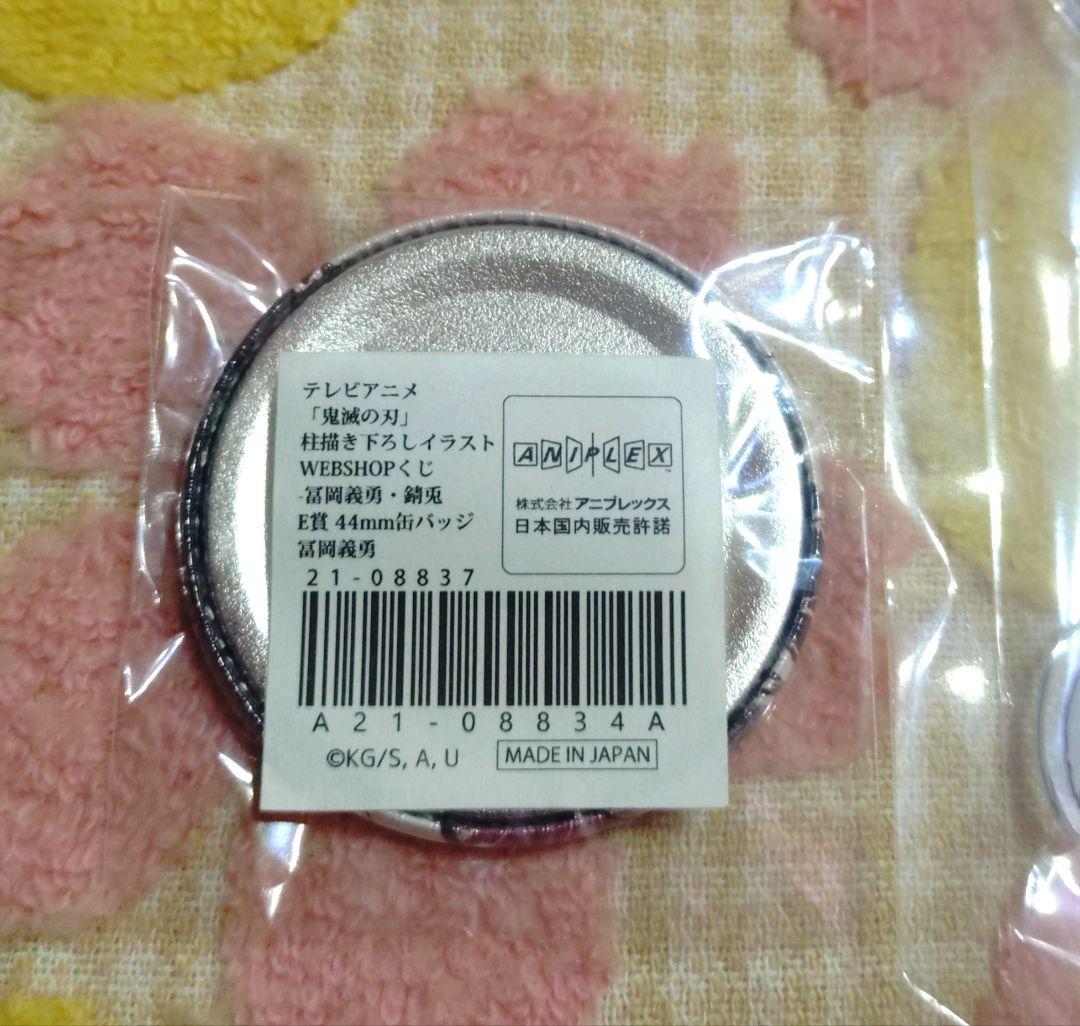 テレビアニメ
「鬼滅の刃」
柱描き下ろしイラスト
WEBSHOPくじ
-冨岡義勇・錆兎
E賞 44mm缶バッジ
冨岡義勇
21-08837
ANIPLEX™
株式会社 アニプレックス
日本国内販売許諾
A21-08834A
©KG/S, A, U
MADE IN JAPAN